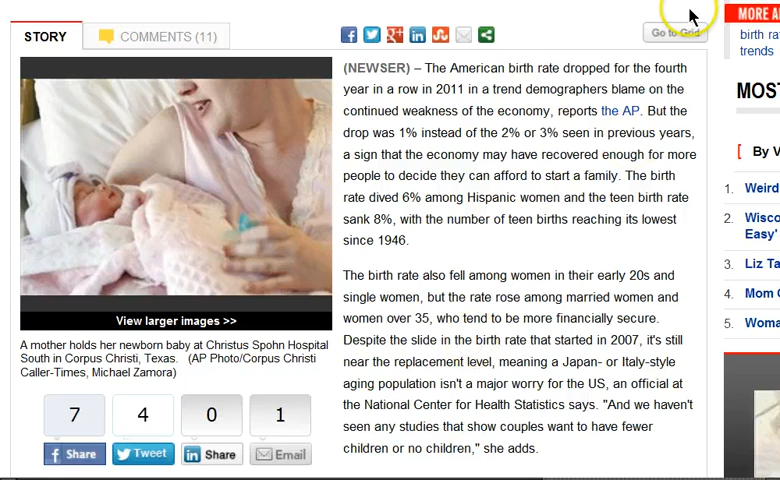 MORE A
STORY
COMMENTS (11)
Go to Grid
birth ra
trends
(NEWSER) – The American birth rate dropped for the fourth
year in a row in 2011 in a trend demographers blame on the
continued weakness of the economy, reports the AP. But the
drop was 1% instead of the 2% or 3% seen in previous years,
a sign that the economy may have recovered enough for more
people to decide they can afford to start a family. The birth
rate dived 6% among Hispanic women and the teen birth rate
sank 8%, with the number of teen births reaching its lowest
since 1946.
The birth rate also fell among women in their early 20s and
single women, but the rate rose among married women and
women over 35, who tend to be more financially secure.
Despite the slide in the birth rate that started in 2007, it's still
near the replacement level, meaning a Japan- or Italy-style
aging population isn't a major worry for the US, an official at
the National Center for Health Statistics says. "And we haven't
seen any studies that show couples want to have fewer
children or no children," she adds.
View larger images >>
A mother holds her newborn baby at Christus Spohn Hospital
South in Corpus Christi, Texas. (AP Photo/Corpus Christi
Caller-Times, Michael Zamora)
7 4 0 1
Share Tweet Share Email
MOST
[ By V
1. Weird
2. Wisco
Easy'
3. Liz Ta
4. Mom
5. Woma